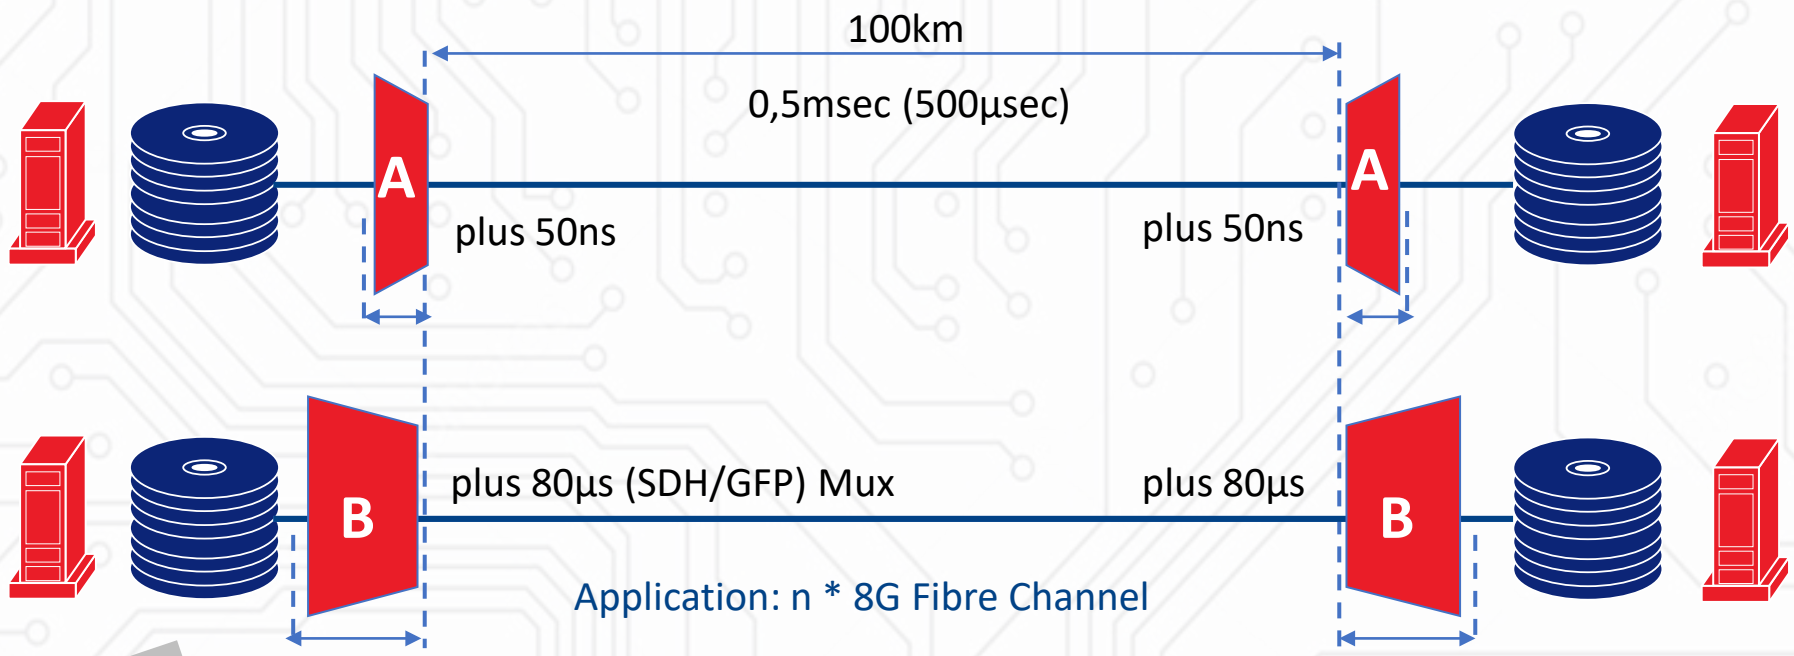 100km
0,5msec (500µsec)
A
A
plus 50ns
plus 50ns
plus 80µs (SDH/GFP) Mux
plus 80µs
B
B
Application: n * 8G Fibre Channel